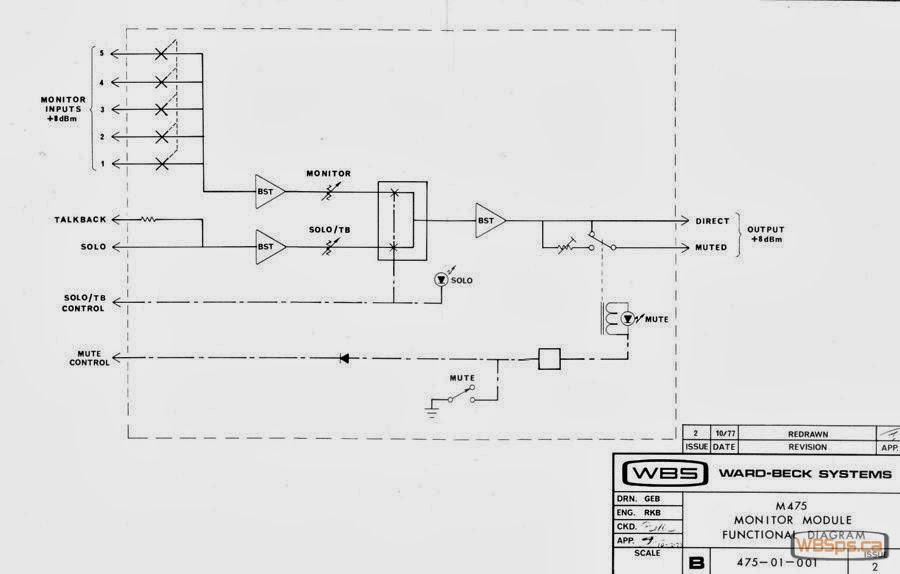 5
4
MONITOR
INPUTS
+8dBm
3
2
1
MONITOR
BST
TALKBACK
SOLO/TB
SOLO
BST
BST
DIRECT
MUTED
OUTPUT
+8dBm
SOLO
SOLO/TB
CONTROL
MUTE
MUTE
CONTROL
MUTE
2 10/77 REDRAWN
ISSUE DATE REVISION APP.
WBS WARD-BECK SYSTEMS
DRN. GEB
ENG. RKB
CKD.
APP.
SCALE
M475
MONITOR MODULE
FUNCTIONAL DIAGRAM
WBSps.ca
B 475-01-001
ISSUE
2